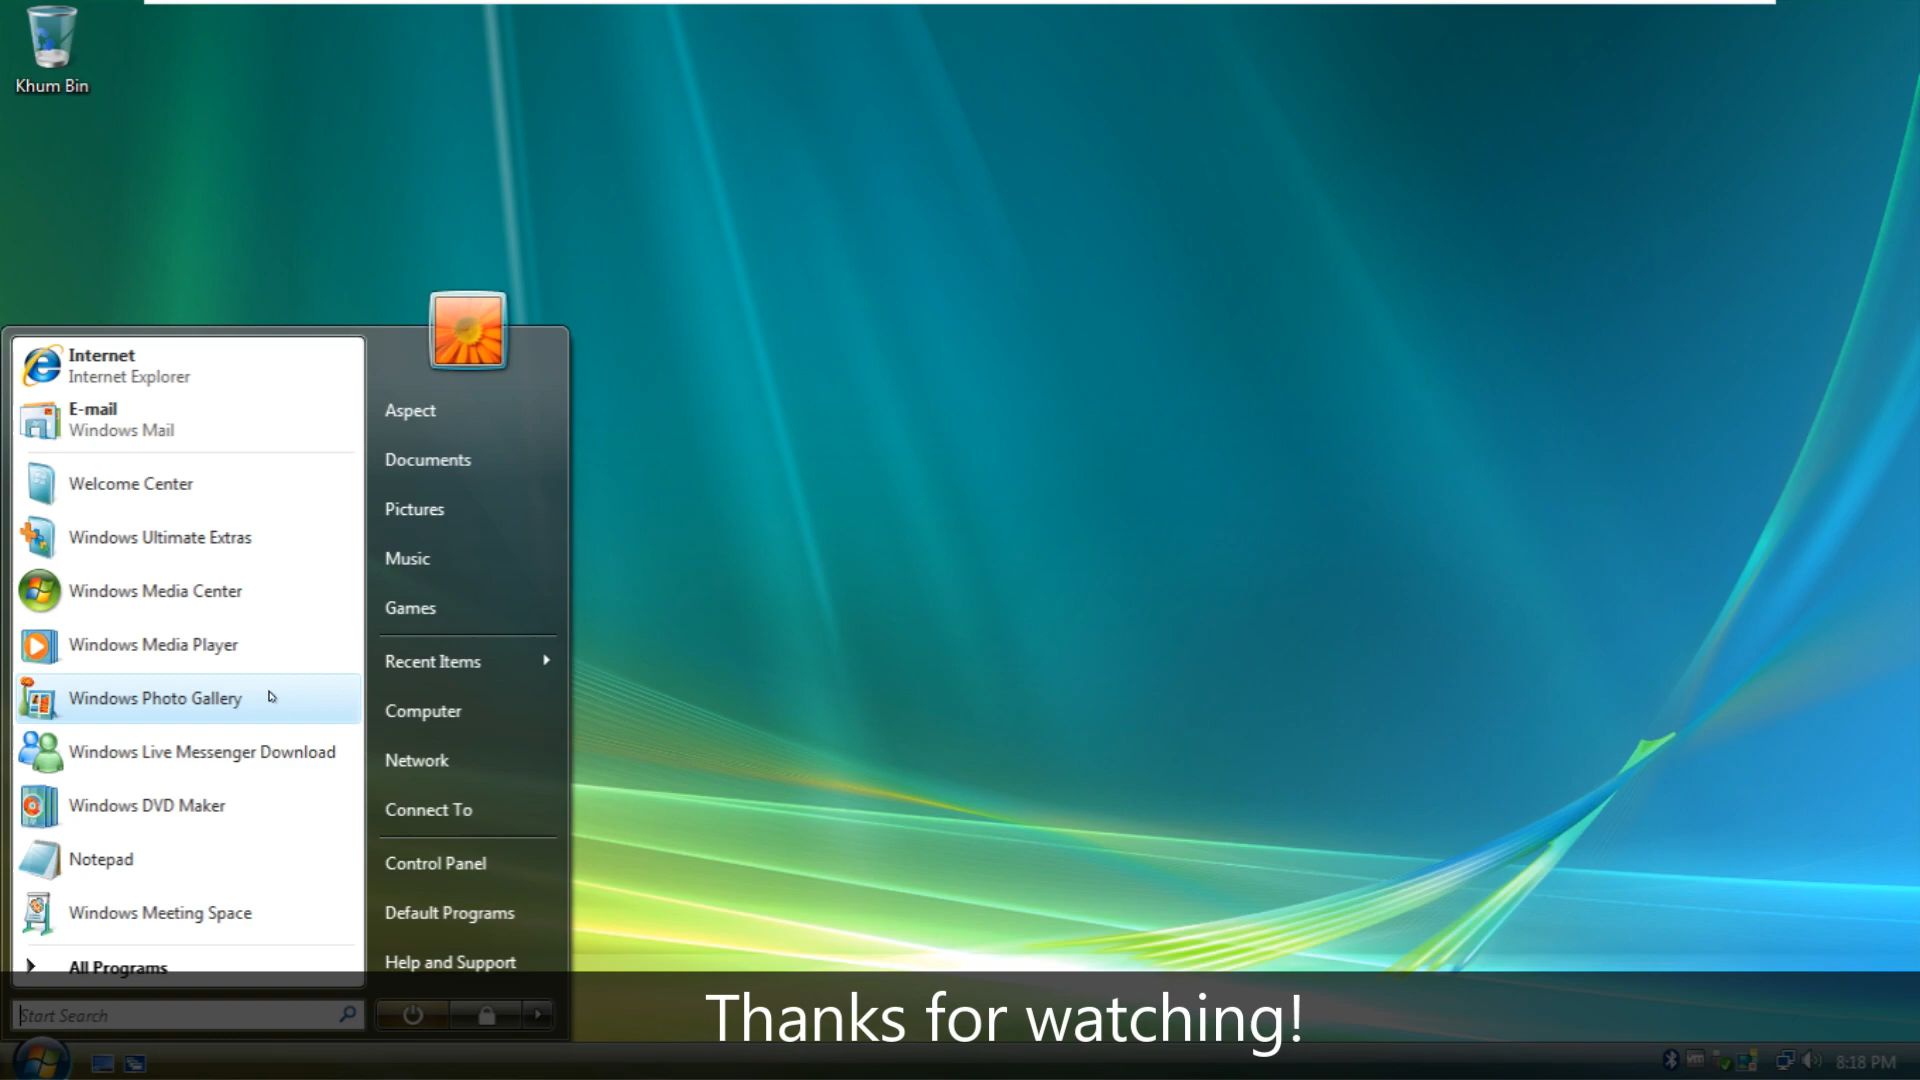 Khum Bin
Internet
Internet Explorer
E-mail
Windows Mail
Welcome Center
Windows Ultimate Extras
Windows Media Center
Windows Media Player
Windows Photo Gallery
Windows Live Messenger Download
Windows DVD Maker
Notepad
Windows Meeting Space
All Programs
Start Search
Aspect
Documents
Pictures
Music
Games
Recent Items
Computer
Network
Connect To
Control Panel
Default Programs
Help and Support
Thanks for watching!
8:18 PM